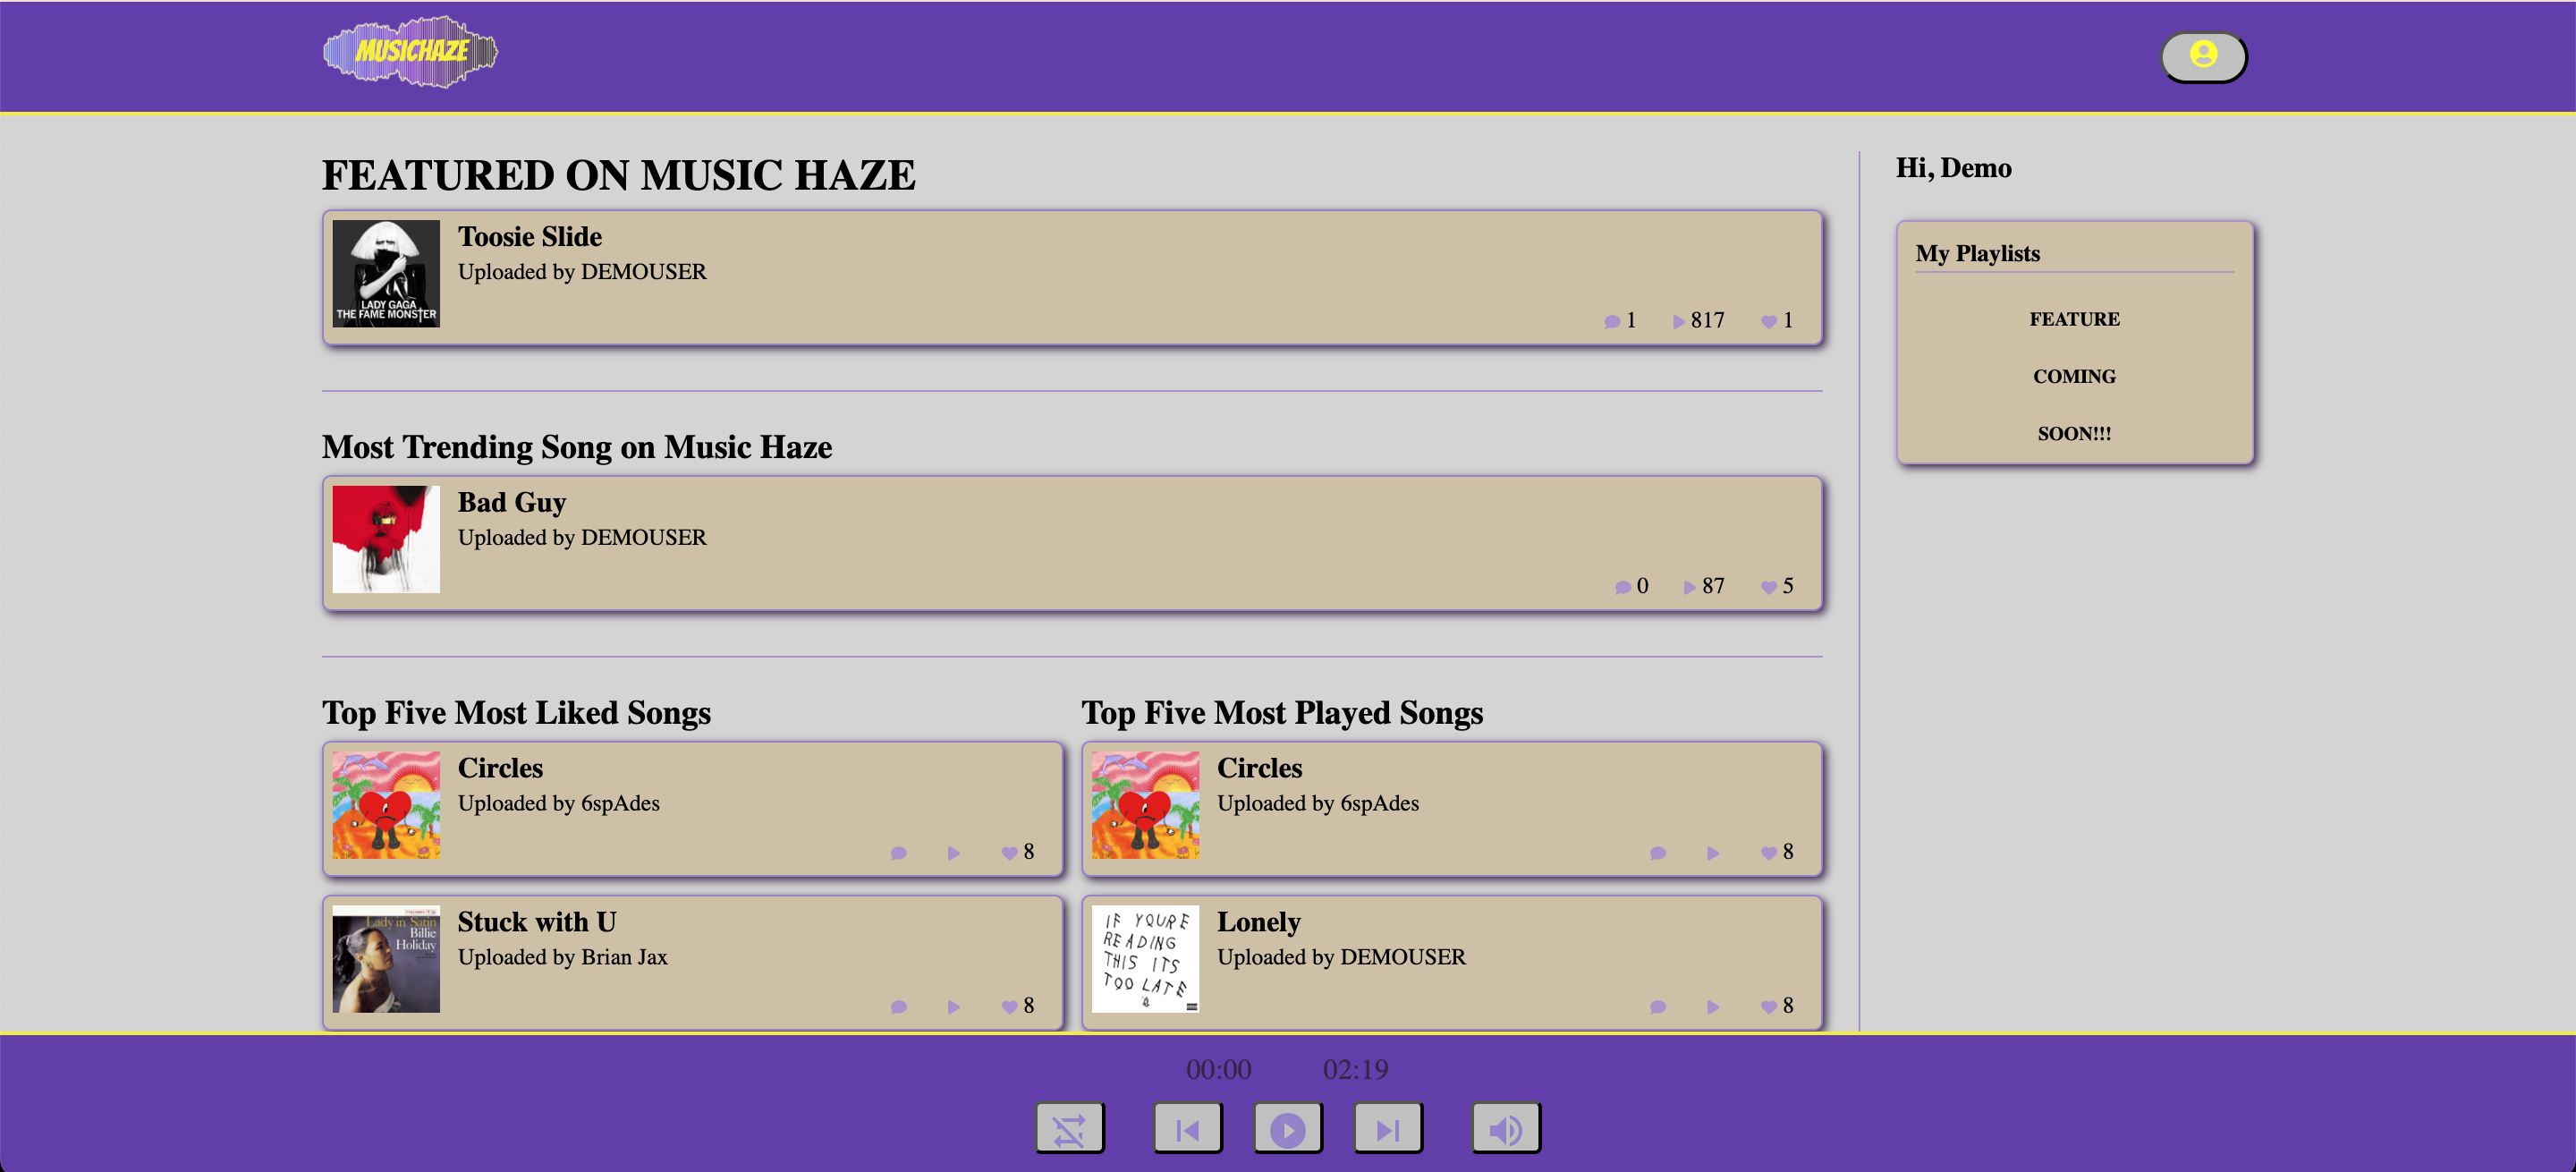 MUSICHAZE
FEATURED ON MUSIC HAZE
LADY GAGA
THE FAME MONSTER
Toosie Slide
Uploaded by DEMOUSER
1 817 1
Most Trending Song on Music Haze
Bad Guy
Uploaded by DEMOUSER
0 87 5
Top Five Most Liked Songs
Circles
Uploaded by 6spAdes
8
Lady in Satin
Billie
Holiday
Stuck with U
Uploaded by Brian Jax
8
Top Five Most Played Songs
Circles
Uploaded by 6spAdes
8
IF YOURE
READING
THIS ITS
TOO LATE
Lonely
Uploaded by DEMOUSER
8
Hi, Demo
My Playlists
FEATURE
COMING
SOON!!!
00:00 02:19